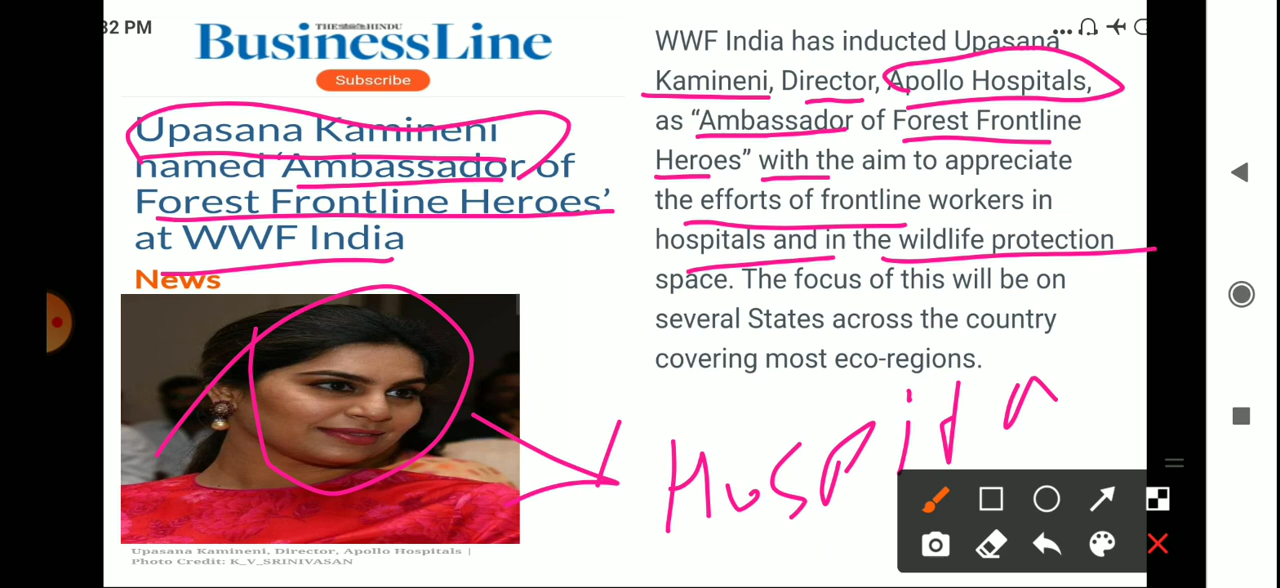 32 PM
THE HINDU
BusinessLine
Subscribe
Upasana Kamineni
named ‘Ambassador of
Forest Frontline Heroes’
at WWF India
News
Upasana Kamineni, Director, Apollo Hospitals |
Photo Credit: K_V_SRINIVASAN
WWF India has inducted Upasana
Kamineni, Director, Apollo Hospitals,
as “Ambassador of Forest Frontline
Heroes” with the aim to appreciate
the efforts of frontline workers in
hospitals and in the wildlife protection
space. The focus of this will be on
several States across the country
covering most eco-regions.